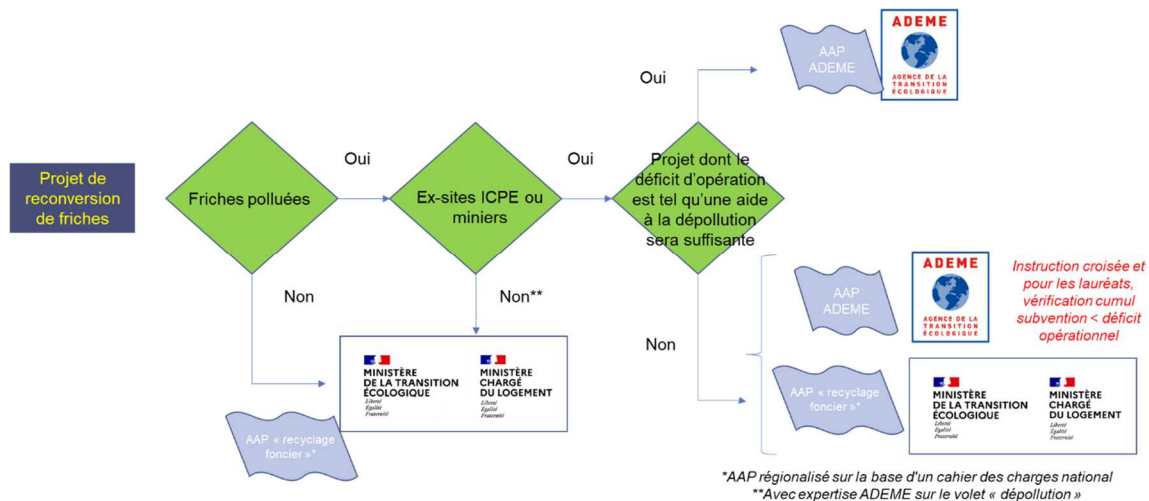 Projet de
reconversion
de friches
Friches polluées
Oui
Non
Ex-sites ICPE ou
miniers
Oui
Non**
Projet dont le
déficit d'opération
est tel qu'une aide
à la dépollution
sera suffisante
Oui
Non
AAP
ADEME
ADEME
AGENCE DE LA
TRANSITION
ÉCOLOGIQUE
AAP « recyclage
foncier »*
MINISTÈRE
DE LA TRANSITION
ÉCOLOGIQUE
Liberté
Égalité
Fraternité
MINISTÈRE
CHARGÉ
DU LOGEMENT
Liberté
Égalité
Fraternité
AAP
ADEME
ADEME
AGENCE DE LA
TRANSITION
ÉCOLOGIQUE
Instruction croisée et
pour les lauréats,
vérification cumul
subvention < déficit
opérationnel
AAP « recyclage
foncier »*
MINISTÈRE
DE LA TRANSITION
ÉCOLOGIQUE
Liberté
Égalité
Fraternité
MINISTÈRE
CHARGÉ
DU LOGEMENT
Liberté
Égalité
Fraternité
*AAP régionalisé sur la base d'un cahier des charges national
**Avec expertise ADEME sur le volet « dépollution »